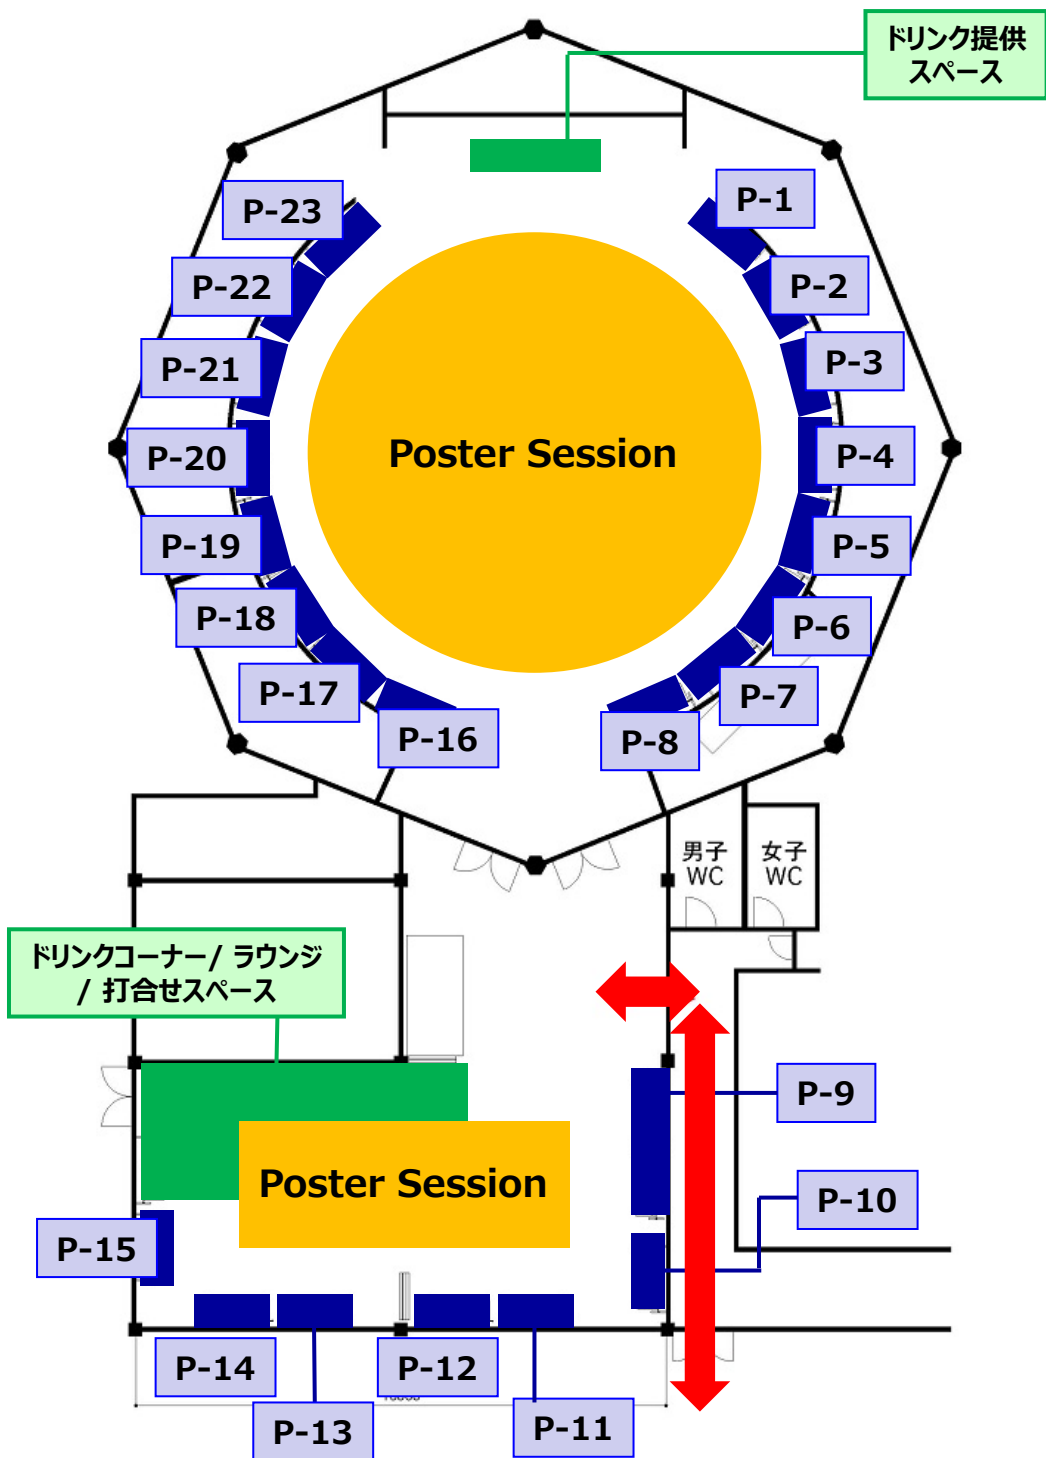 ドリンク提供
スペース
P-23
P-1
P-22
P-2
P-21
P-3
Poster Session
P-20
P-4
P-19
P-5
P-18
P-6
P-17
P-7
P-16
P-8
男子
WC
女子
WC
ドリンクコーナー/ ラウンジ
/ 打合せスペース
P-9
Poster Session
P-10
P-15
P-14
P-12
P-13
P-11